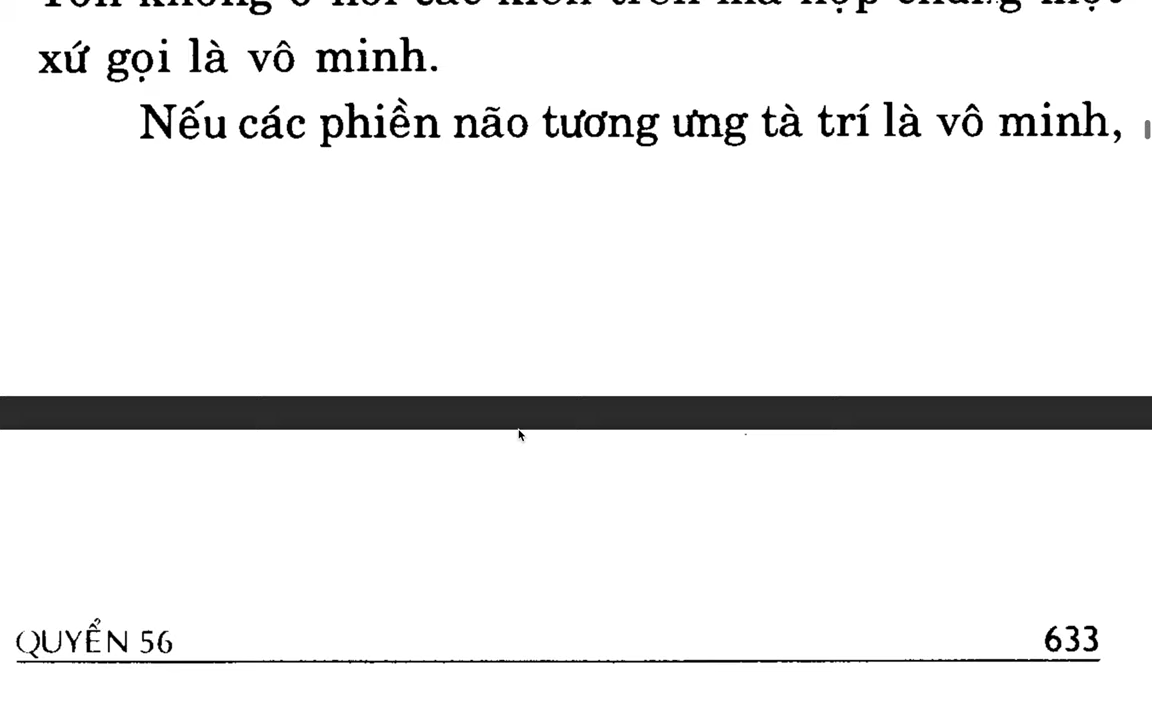 xứ gọi là vô minh.
Nếu các phiền não tương ưng tà trí là vô minh,
QUYỂN 56
633